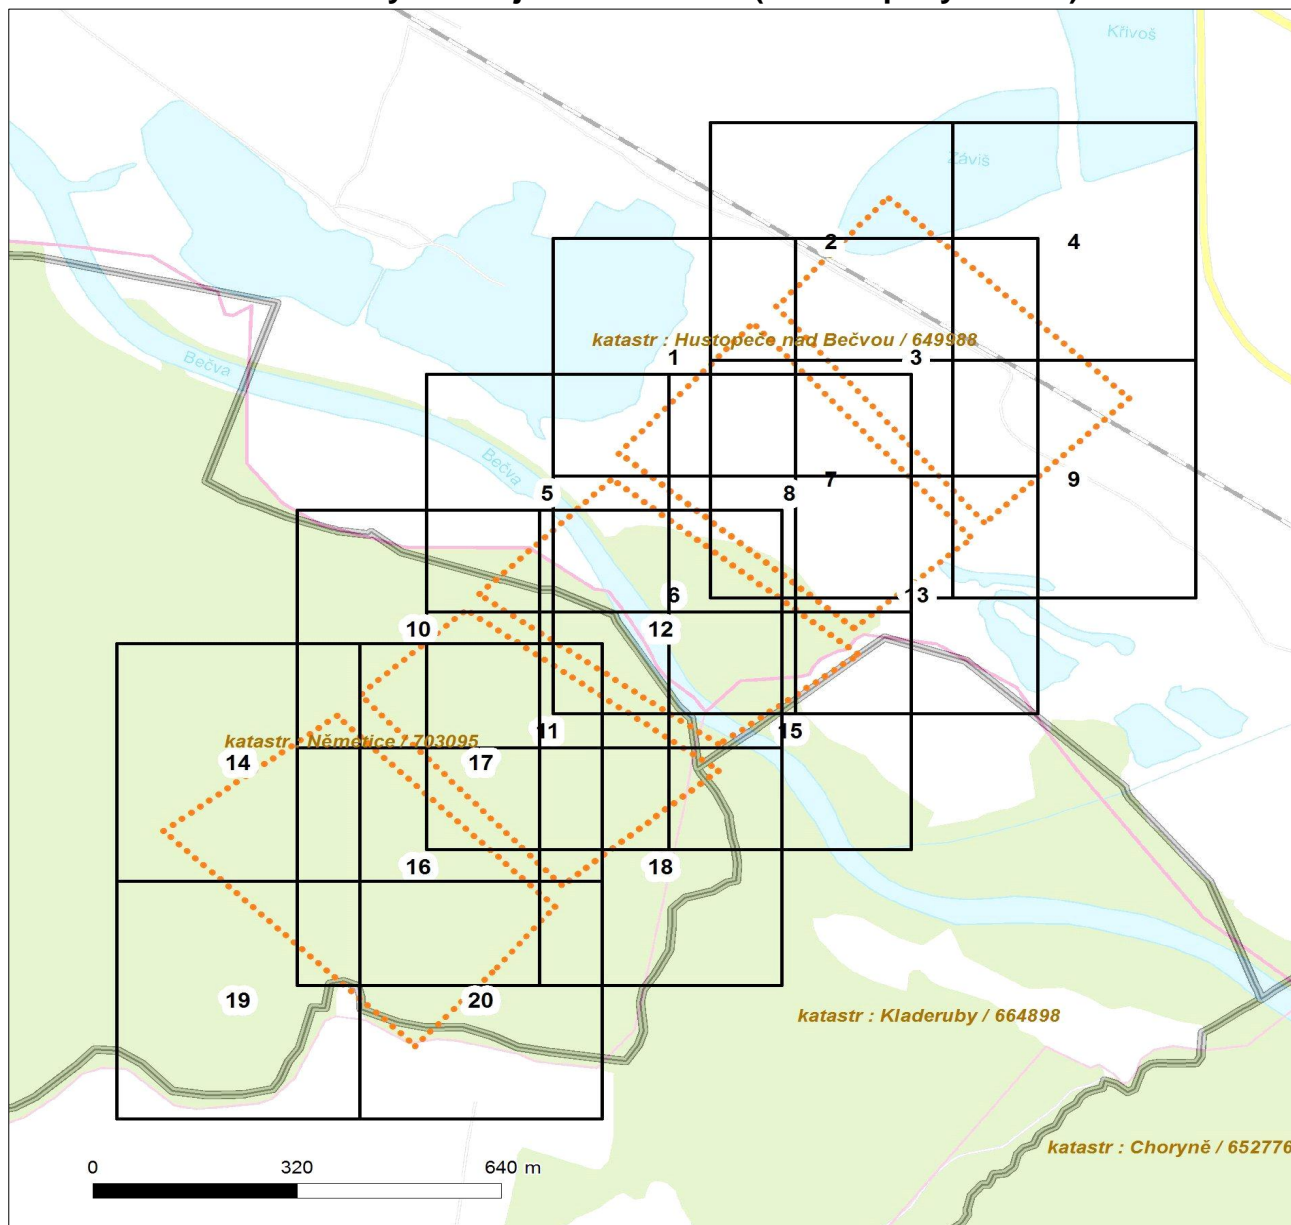 Křivoš
Záviš
2
4
katastr : Hustopeče nad Bečvou / 649988
1
3
Bečva
Bečva
7
9
5
8
6
13
10
12
11
15
katastr : Němetice / 703095
14
17
16
18
19
20
katastr : Kladeruby / 664898
katastr : Choryně / 652776
0 320 640 m